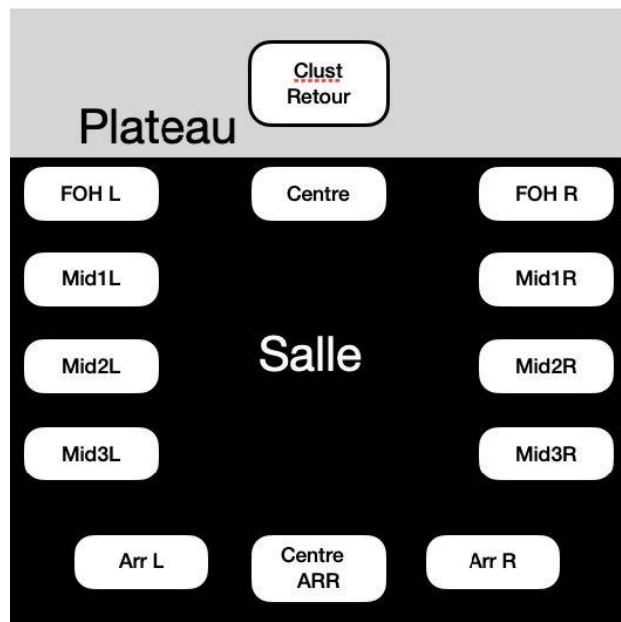 Clust
Retour
Plateau
FOH L
Centre
FOH R
Mid1L
Mid1R
Salle
Mid2L
Mid2R
Mid3L
Mid3R
Arr L
Centre
ARR
Arr R